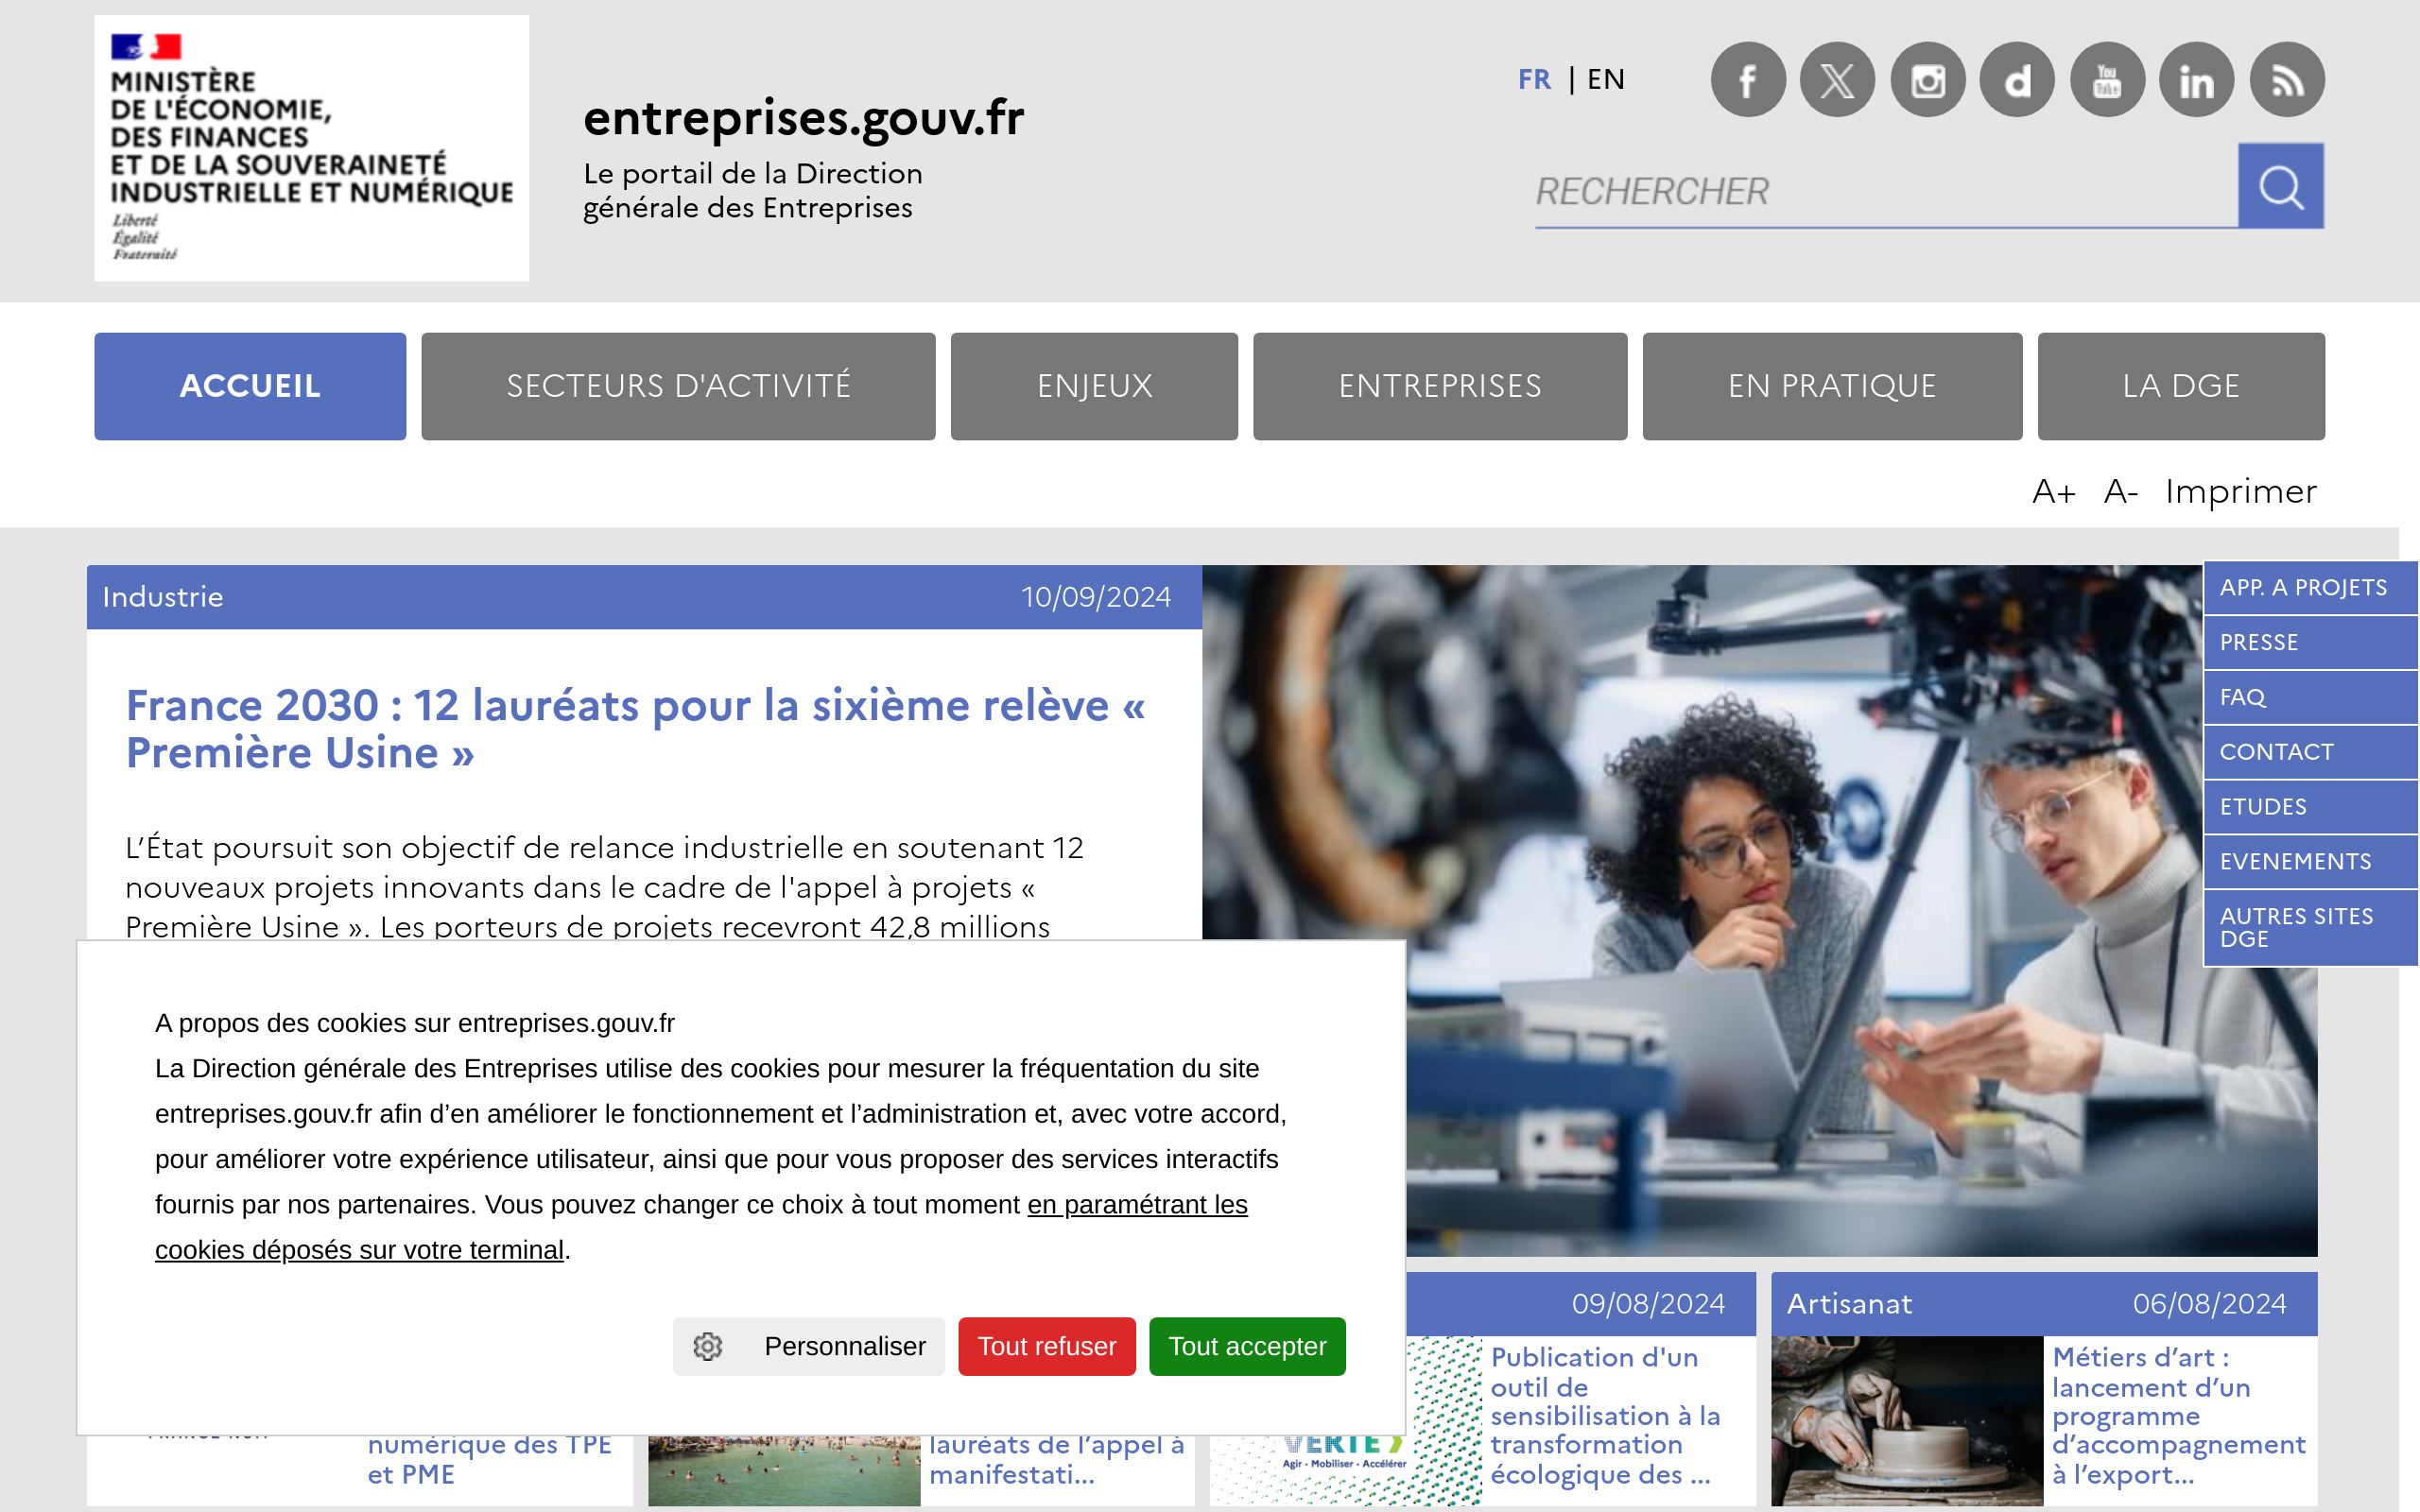 MINISTÈRE
DE L'ÉCONOMIE,
DES FINANCES
ET DE LA SOUVERAINETÉ
INDUSTRIELLE ET NUMÉRIQUE
Liberté
Égalité
Fraternité
entreprises.gouv.fr
Le portail de la Direction
générale des Entreprises
FR | EN
RECHERCHER
ACCUEIL
SECTEURS D'ACTIVITÉ
ENJEUX
ENTREPRISES
EN PRATIQUE
LA DGE
A+ A- Imprimer
Industrie 10/09/2024
France 2030 : 12 lauréats pour la sixième relève «
Première Usine »
L’État poursuit son objectif de relance industrielle en soutenant 12
nouveaux projets innovants dans le cadre de l'appel à projets «
Première Usine ». Les porteurs de projets recevront 42,8 millions
APP. A PROJETS
PRESSE
FAQ
CONTACT
ETUDES
EVENEMENTS
AUTRES SITES
DGE
A propos des cookies sur entreprises.gouv.fr
La Direction générale des Entreprises utilise des cookies pour mesurer la fréquentation du site
entreprises.gouv.fr afin d’en améliorer le fonctionnement et l’administration et, avec votre accord,
pour améliorer votre expérience utilisateur, ainsi que pour vous proposer des services interactifs
fournis par nos partenaires. Vous pouvez changer ce choix à tout moment en paramétrant les
cookies déposés sur votre terminal.
Personnaliser
Tout refuser
Tout accepter
numérique des TPE
et PME
lauréats de l’appel à
manifestati...
09/08/2024
VERTE
Agir - Mobiliser - Accélérer
Publication d'un
outil de
sensibilisation à la
transformation
écologique des ...
Artisanat 06/08/2024
Métiers d’art :
lancement d’un
programme
d’accompagnement
à l’export...